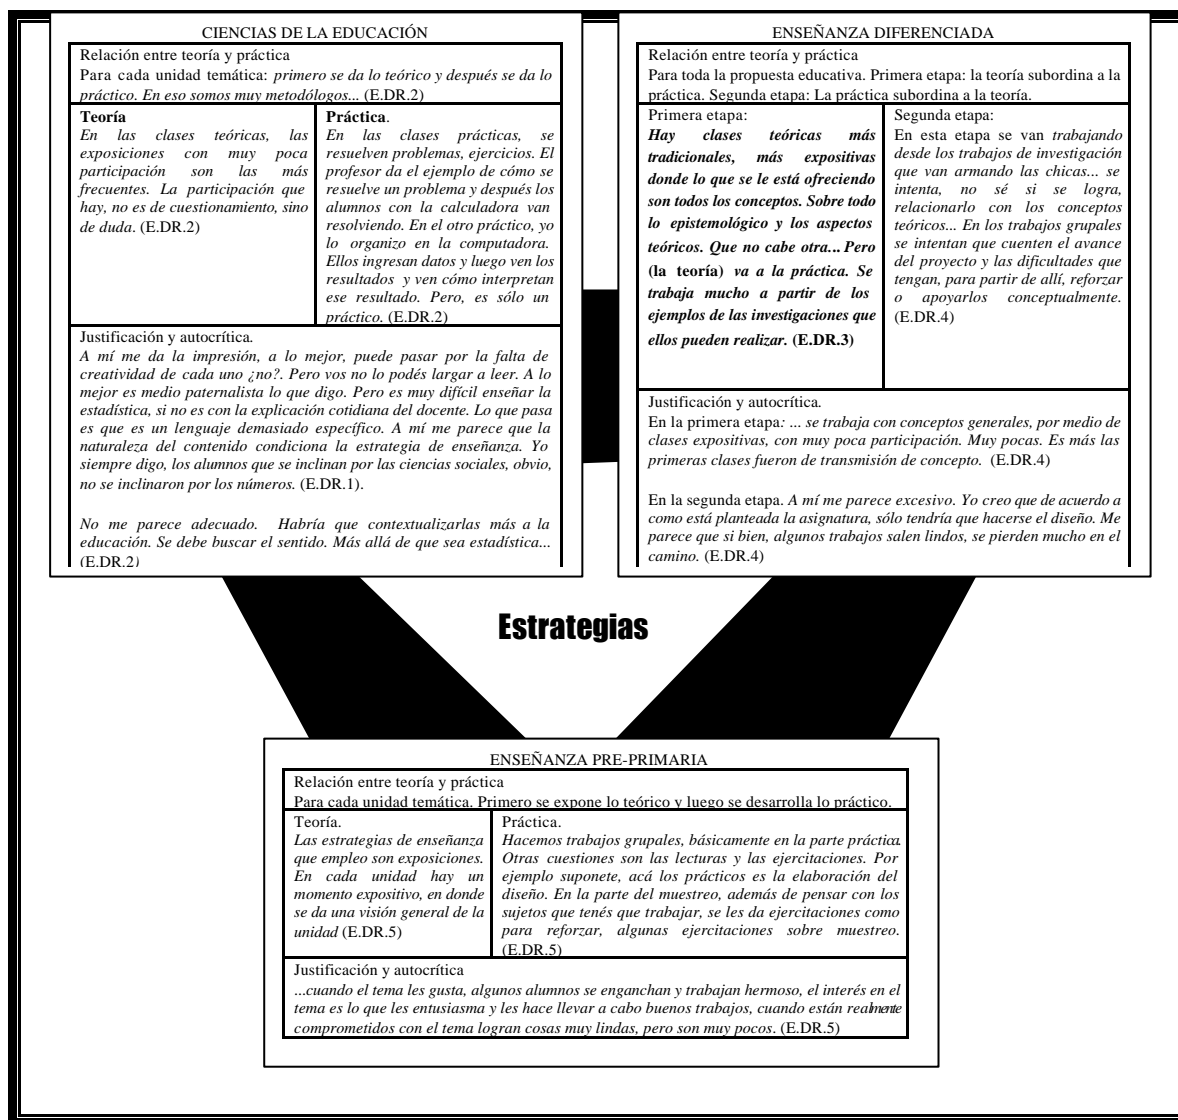 CIENCIAS DE LA EDUCACIÓN
Relación entre teoría y práctica
Para cada unidad temática: primero se da lo teórico y después se da lo
práctico. En eso somos muy metodólogos... (E.DR.2)
Teoría
En las clases teóricas, las
exposiciones con muy poca
participación son las más
frecuentes. La participación que
hay, no es de cuestionamiento, sino
de duda. (E.DR.2)
Práctica.
En las clases prácticas, se
resuelven problemas, ejercicios. El
profesor da el ejemplo de cómo se
resuelve un problema y después los
alumnos con la calculadora van
resolviendo. En el otro práctico, yo
lo organizo en la computadora.
Ellos ingresan datos y luego ven los
resultados y ven cómo interpretan
ese resultado. Pero, es sólo un
práctico. (E.DR.2)
Justificación y autocrítica.
A mí me da la impresión, a lo mejor, puede pasar por la falta de
creatividad de cada uno ¿no?. Pero vos no lo podés largar a leer. A lo
mejor es medio paternalista lo que digo. Pero es muy difícil enseñar la
estadística, si no es con la explicación cotidiana del docente. Lo que pasa
es que es un lenguaje demasiado específico. A mí me parece que la
naturaleza del contenido condiciona la estrategia de enseñanza. Yo
siempre digo, los alumnos que se inclinan por las ciencias sociales, obvio,
no se inclinaron por los números. (E.DR.1).
No me parece adecuado. Habría que contextualizarlas más a la
educación. Se debe buscar el sentido. Más allá de que sea estadística...
(E.DR.2)
ENSEÑANZA DIFERENCIADA
Relación entre teoría y práctica
Para toda la propuesta educativa. Primera etapa: la teoría subordina a la
práctica. Segunda etapa: La práctica subordina a la teoría.
Primera etapa:
Hay clases teóricas más
tradicionales, más expositivas
donde lo que se le está ofreciendo
son todos los conceptos. Sobre todo
lo epistemológico y los aspectos
teóricos. Que no cabe otra... Pero
(la teoría) va a la práctica. Se
trabaja mucho a partir de los
ejemplos de las investigaciones que
ellos pueden realizar. (E.DR.3)
Segunda etapa:
En esta etapa se van trabajando
desde los trabajos de investigación
que van armando las chicas... se
intenta, no sé si se logra,
relacionarlo con los conceptos
teóricos... En los trabajos grupales
se intentan que cuenten el avance
del proyecto y las dificultades que
tengan, para partir de allí, reforzar
o apoyarlos conceptualmente.
(E.DR.4)
Justificación y autocrítica.
En la primera etapa: ... se trabaja con conceptos generales, por medio de
clases expositivas, con muy poca participación. Muy pocas. Es más las
primeras clases fueron de transmisión de concepto. (E.DR.4)
En la segunda etapa. A mí me parece excesivo. Yo creo que de acuerdo a
como está planteada la asignatura, sólo tendría que hacerse el diseño. Me
parece que si bien, algunos trabajos salen lindos, se pierden mucho en el
camino. (E.DR.4)
Estrategias
ENSEÑANZA PRE-PRIMARIA
Relación entre teoría y práctica
Para cada unidad temática. Primero se expone lo teórico y luego se desarrolla lo práctico.
Teoría.
Las estrategias de enseñanza
que empleo son exposiciones.
En cada unidad hay un
momento expositivo, en donde
se da una visión general de la
unidad (E.DR.5)
Práctica.
Hacemos trabajos grupales, básicamente en la parte práctica.
Otras cuestiones son las lecturas y las ejercitaciones. Por
ejemplo suponete, acá los prácticos es la elaboración del
diseño. En la parte del muestreo, además de pensar con los
sujetos que tenés que trabajar, se les da ejercitaciones como
para reforzar, algunas ejercitaciones sobre muestreo.
(E.DR.5)
Justificación y autocrítica
...cuando el tema les gusta, algunos alumnos se enganchan y trabajan hermoso, el interés en el
tema es lo que les entusiasma y les hace llevar a cabo buenos trabajos, cuando están realmente
comprometidos con el tema logran cosas muy lindas, pero son muy pocos. (E.DR.5)